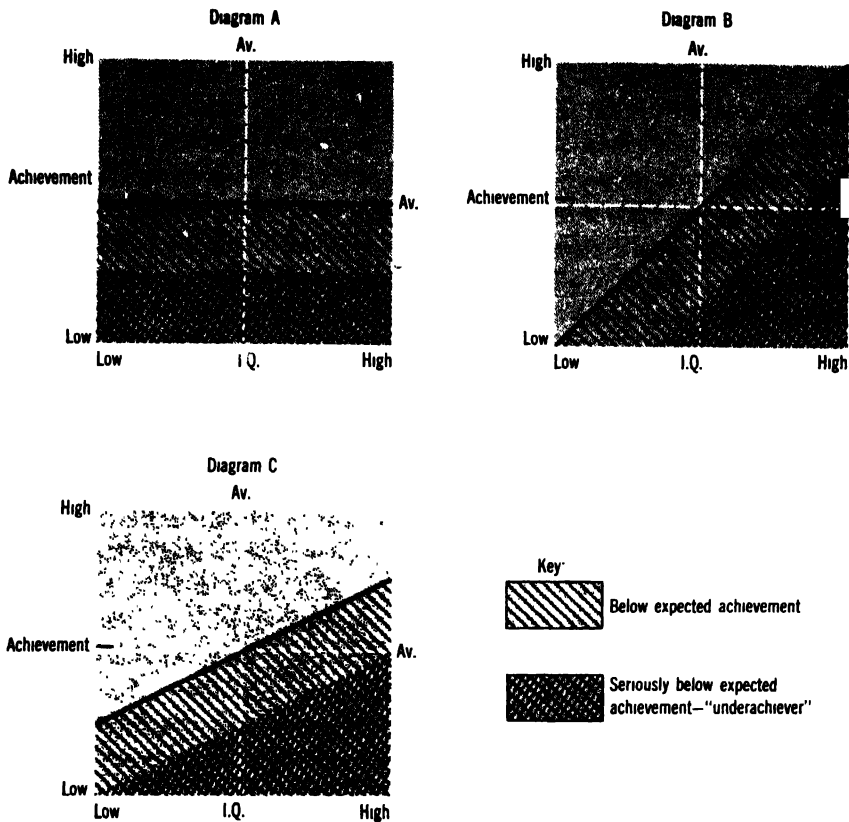 Diagram A
Av.
High
Achievement
Av.
Low
Low
I.Q.
High
Diagram B
Av.
High
Achievement
Low
Low
I.Q.
High
Diagram C
Av.
High
Achievement
Av.
Low
Low
I.Q.
High
Key
Below expected achievement
Seriously below expected
achievement—"underachiever"